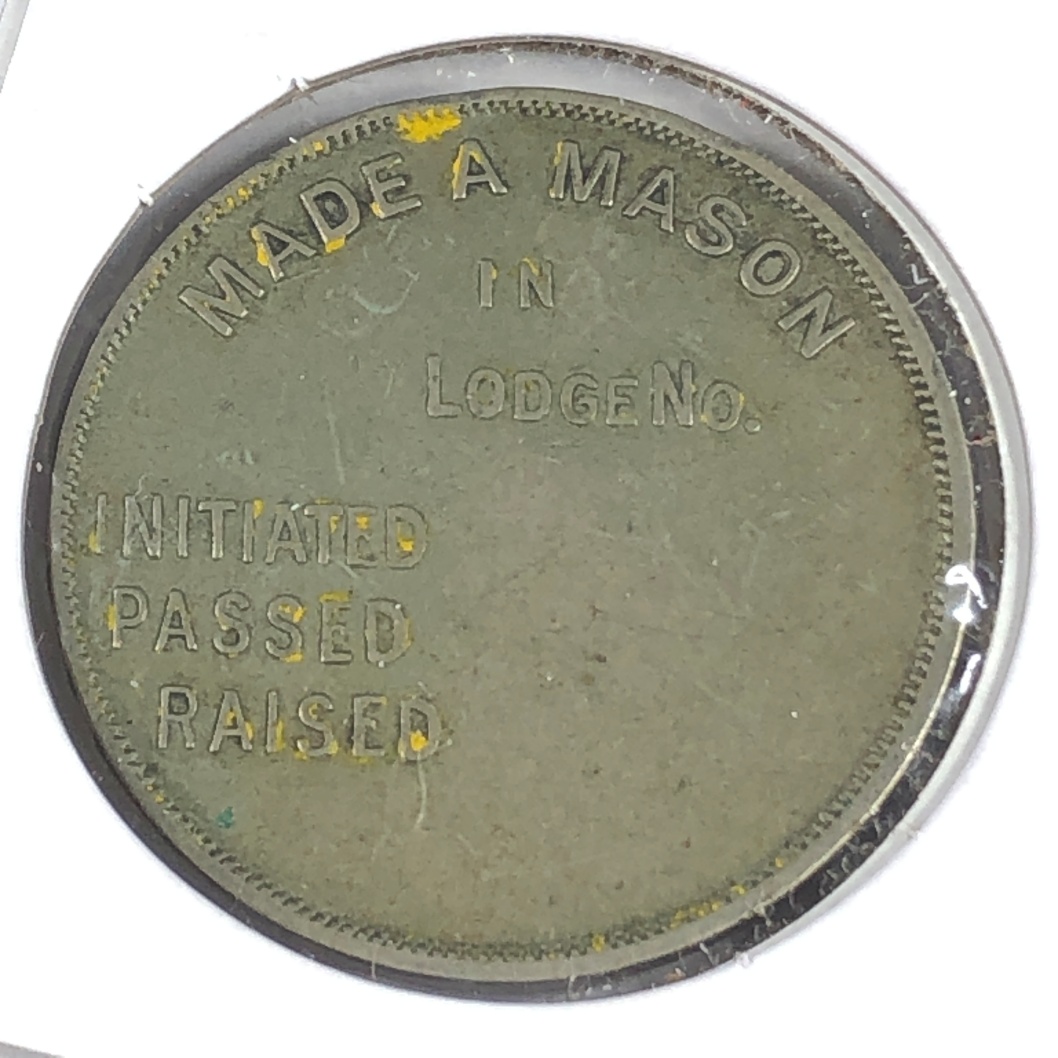 MADE A MASON
IN
LODGE NO.
INITIATED
PASSED
RAISED